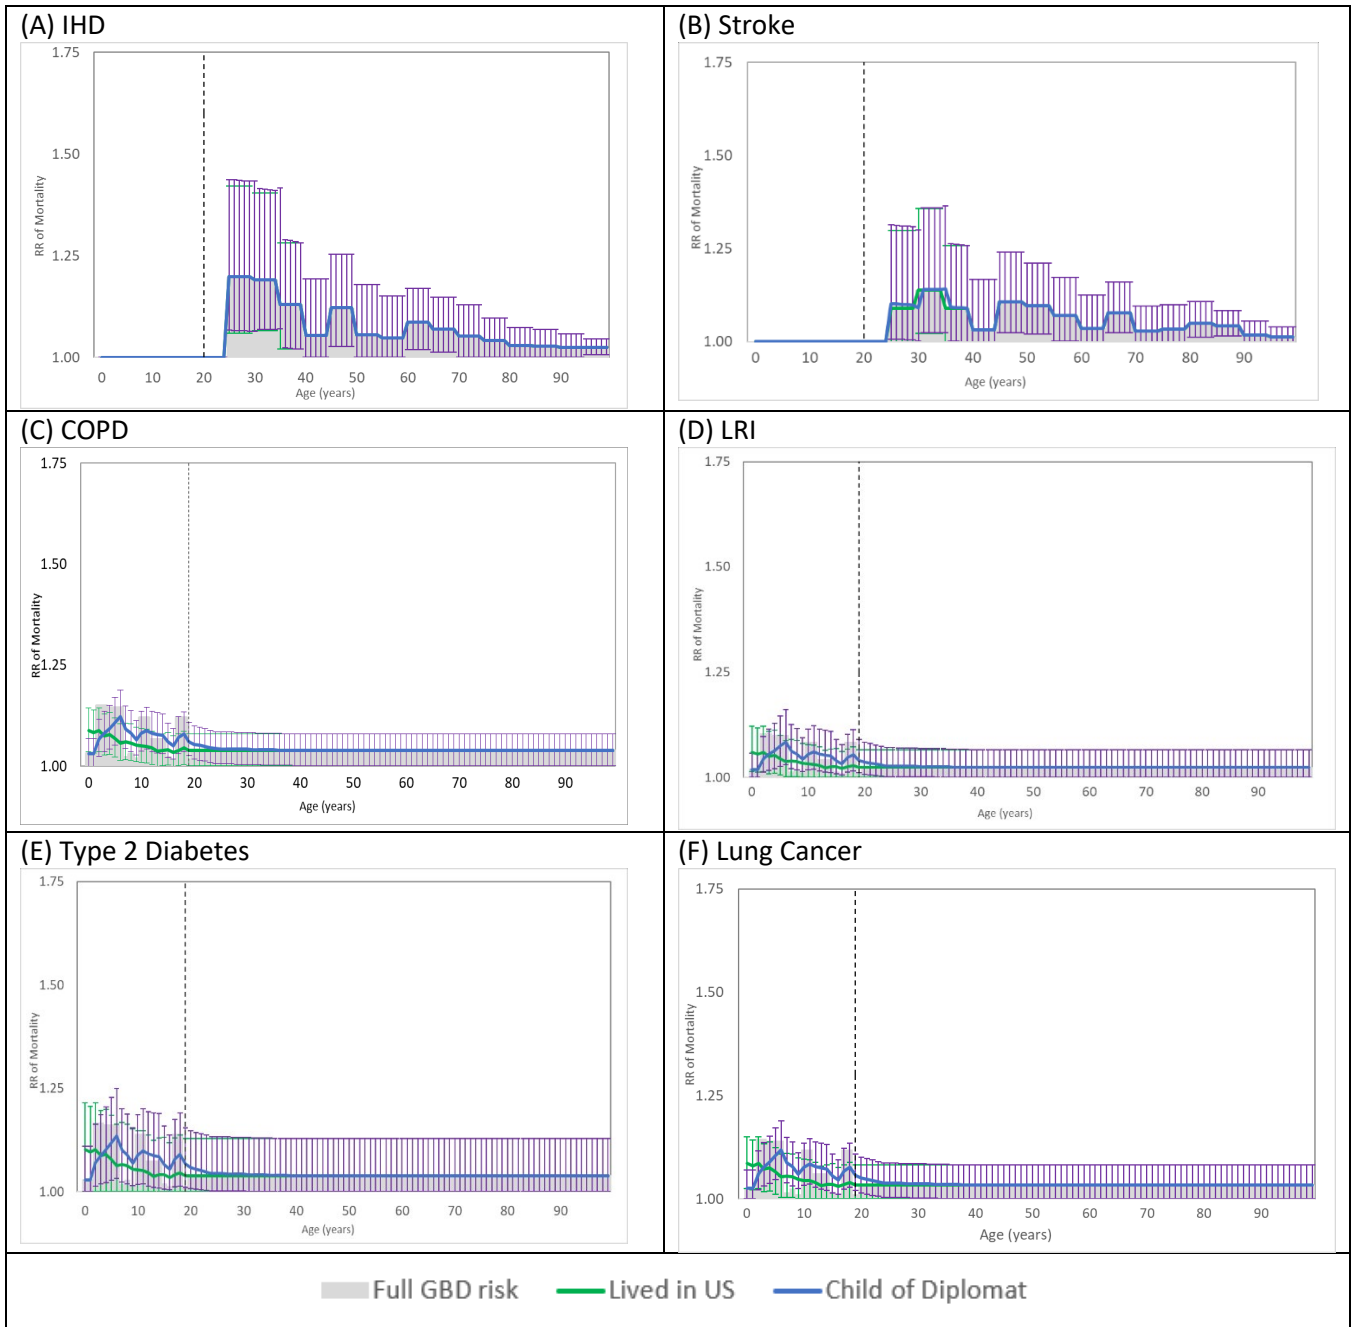 (A) IHD
1.75
1.50
1.25
1.00
RR of Mortality
0 10 20 30 40 50 60 70 80 90
Age (years)
(B) Stroke
1.75
1.50
1.25
1.00
RR of Mortality
0 10 20 30 40 50 60 70 80 90
Age (years)
(C) COPD
1.75
1.50
1.25
1.00
RR of Mortality
0 10 20 30 40 50 60 70 80 90
Age (years)
(D) LRI
1.75
1.50
1.25
1.00
RR of Mortality
0 10 20 30 40 50 60 70 80 90
Age (years)
(E) Type 2 Diabetes
1.75
1.50
1.25
1.00
RR of Mortality
0 10 20 30 40 50 60 70 80 90
Age (years)
(F) Lung Cancer
1.75
1.50
1.25
1.00
RR of Mortality
0 10 20 30 40 50 60 70 80 90
Age (years)
Full GBD risk Lived in US Child of Diplomat